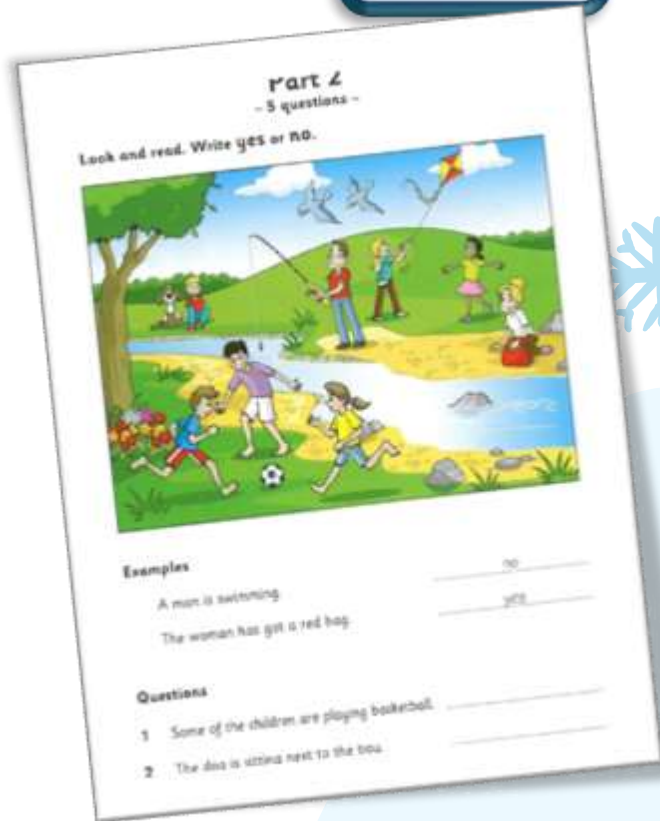 Part 2
– 5 questions –
Look and read. Write yes or no.
Examples
A man is swimming. no
The woman has got a red bag. yes
Questions
1 Some of the children are playing basketball.
2 The dog is sitting next to the boy.